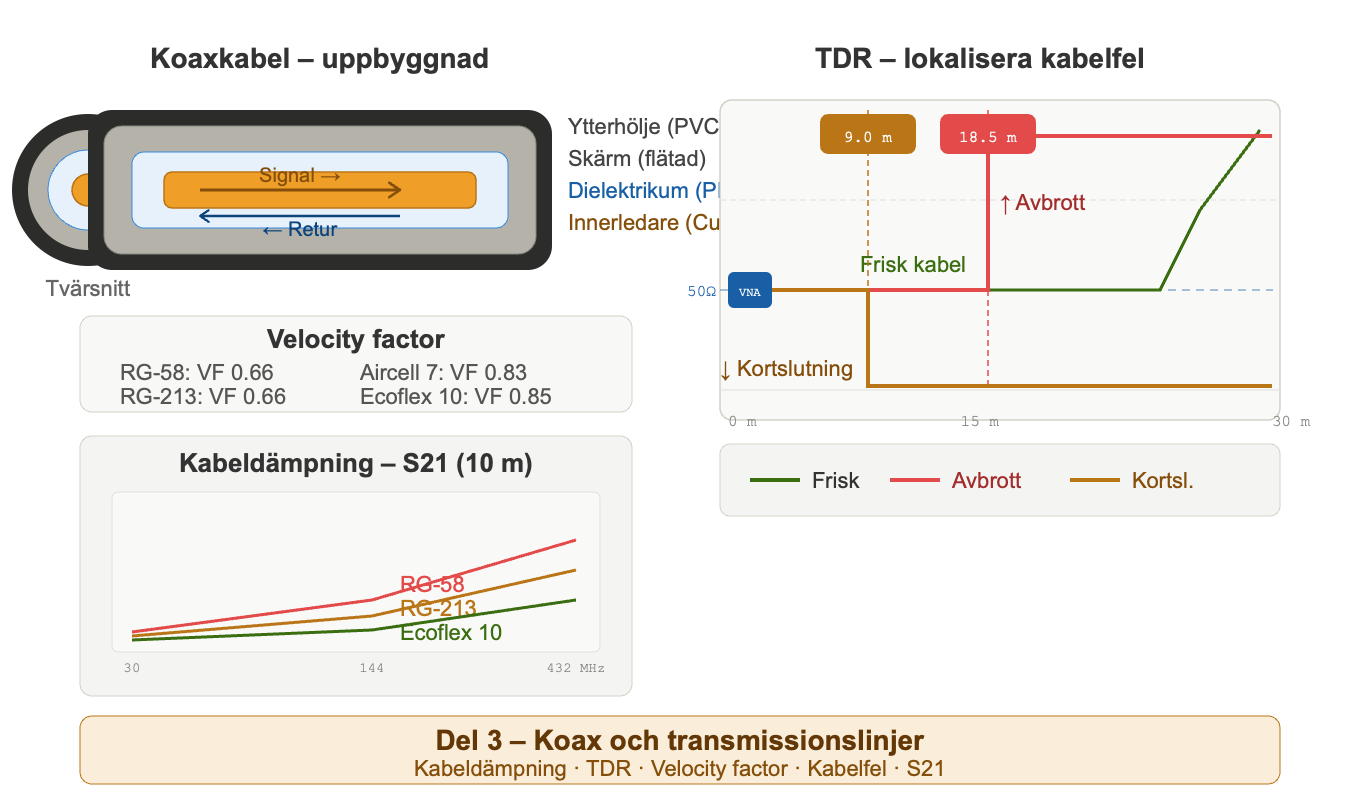 Koaxkabel – uppbyggnad
Signal →
← Retur
Tvärsnitt
Ytterhölje (PVC
Skärm (flätad)
Dielektrikum (P
Innerledare (Cu
Velocity factor
RG-58: VF 0.66
Aircell 7: VF 0.83
RG-213: VF 0.66
Ecoflex 10: VF 0.85
Kabeldämpning – S21 (10 m)
RG-58
RG-213
Ecoflex 10
30
144
432 MHz
TDR – lokalisera kabelfel
9.0 m
18.5 m
↑ Avbrott
Frisk kabel
50Ω
VNA
↓ Kortslutning
0 m
15 m
30 m
Frisk
Avbrott
Kortsl.
Del 3 – Koax och transmissionslinjer
Kabeldämpning · TDR · Velocity factor · Kabelfel · S21